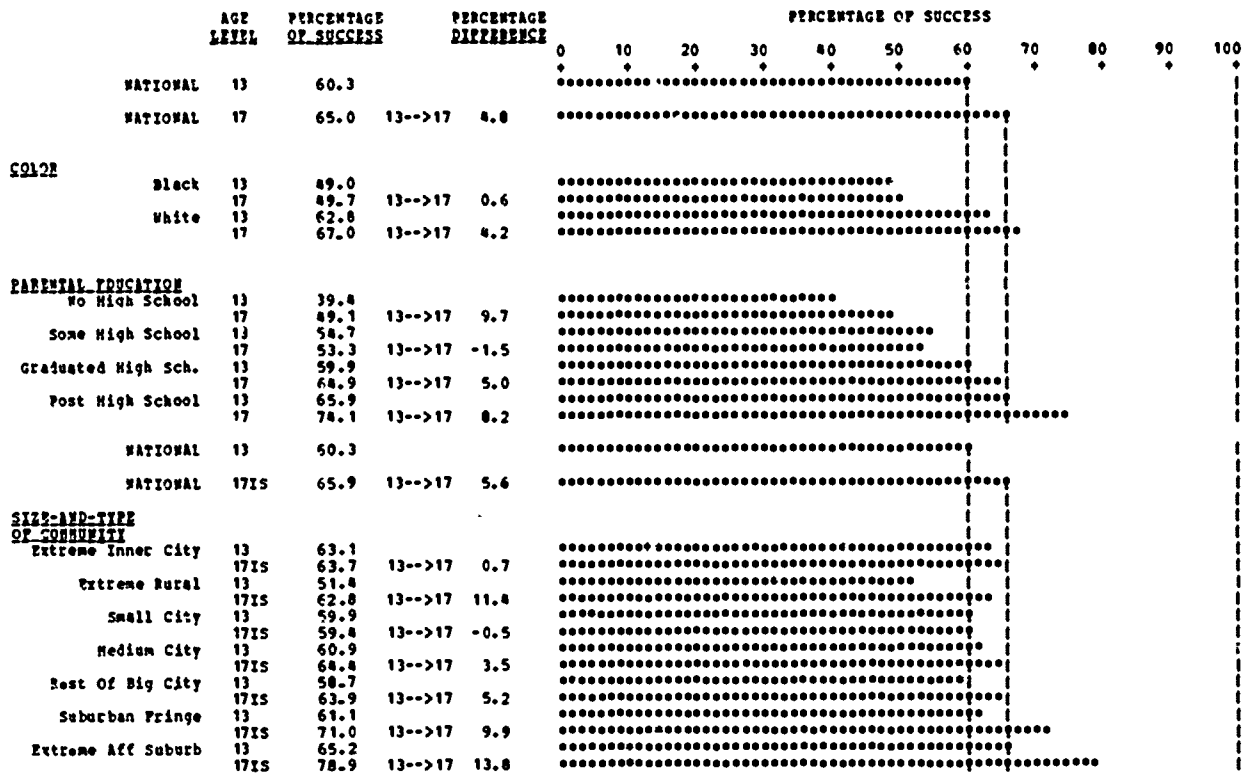 AGE PERCENTAGE PERCENTAGE PERCENTAGE OF SUCCESS
LEVEL OF SUCCESS DIFFERENCE
0 10 20 30 40 50 60 70 80 90 100
NATIONAL 13 60.3
NATIONAL 17 65.0 13-->17 4.8
COLOR
Black 13 49.0
17 49.7 13-->17 0.6
White 13 62.8
17 67.0 13-->17 4.2
PARENTAL EDUCATION
No High School 13 39.4
17 49.1 13-->17 9.7
Some High School 13 54.7
17 53.3 13-->17 -1.5
Graduated High Sch. 13 59.9
17 64.9 13-->17 5.0
Post High School 13 65.9
17 74.1 13-->17 8.2
NATIONAL 13 60.3
NATIONAL 17IS 65.9 13-->17 5.6
SIZE-AND-TYPE
OF COMMUNITY
Extreme Inner City 13 63.1
17IS 63.7 13-->17 0.7
Extreme Rural 13 51.4
17IS 62.8 13-->17 11.4
Small City 13 59.9
17IS 59.4 13-->17 -0.5
Medium City 13 60.9
17IS 64.4 13-->17 3.5
Rest Of Big City 13 58.7
17IS 63.9 13-->17 5.2
Suburban Fringe 13 61.1
17IS 71.0 13-->17 9.9
Extreme Aff Suburb 13 65.2
17IS 78.9 13-->17 13.8